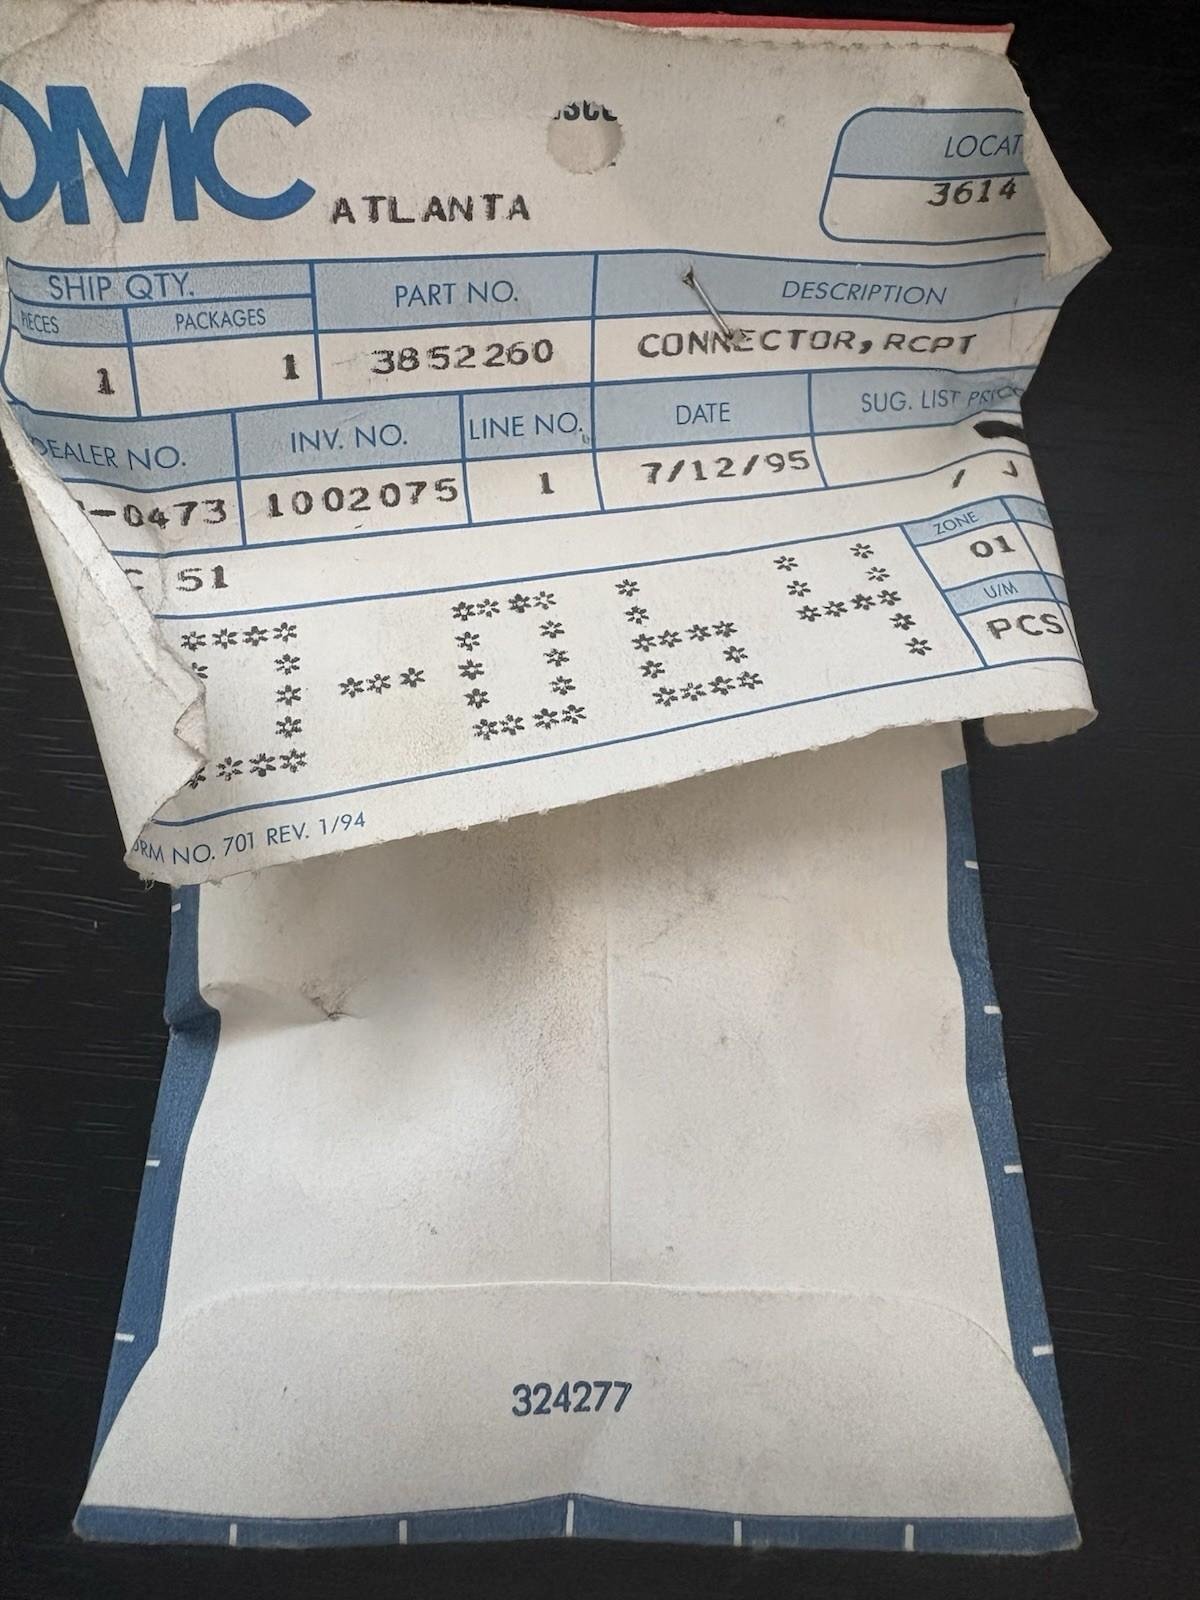 OMC
ATLANTA
LOCAT
3614
SHIP QTY. PART NO. DESCRIPTION
PIECES PACKAGES
1 1 3852260 CONNECTOR,RCPT
DEALER NO. INV. NO. LINE NO. DATE SUG. LIST PRICE
-0473 1002075 1 7/12/95
C 51
ZONE
01
U/M
PCS
FORM NO. 701 REV. 1/94
324277